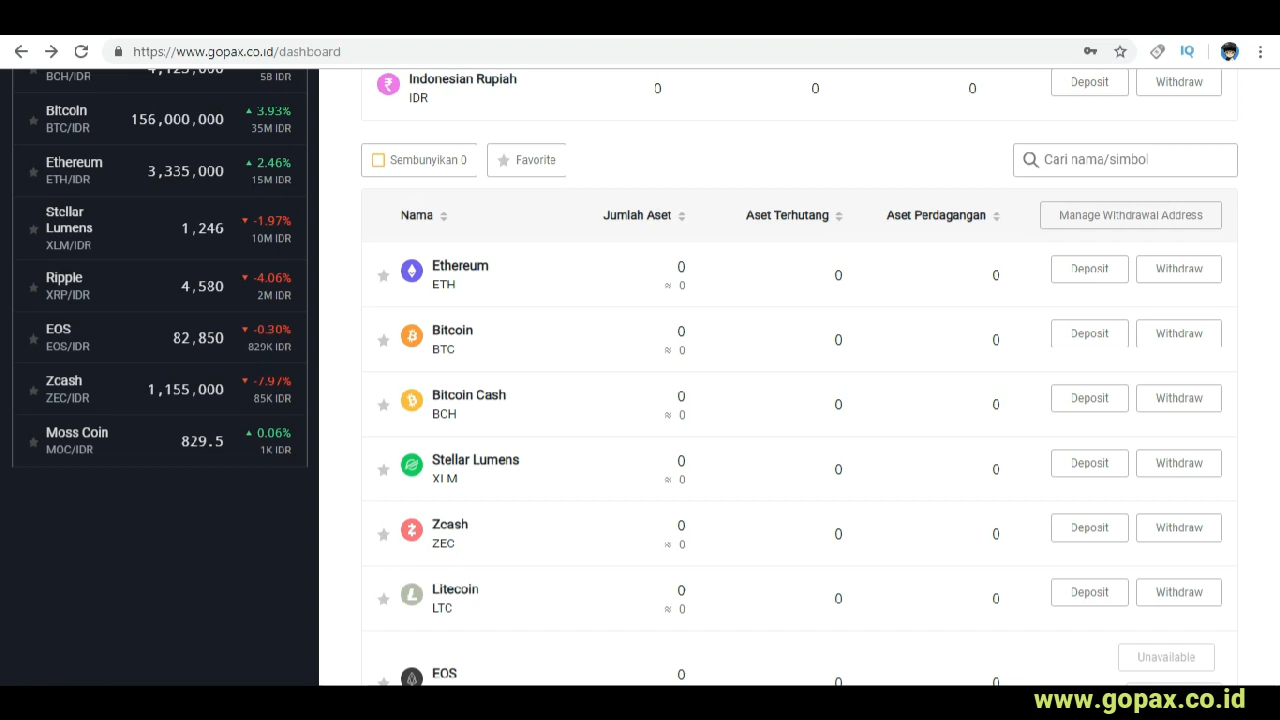 https://www.gopax.co.id/dashboard
IQ
BCH/IDR
58 IDR
Bitcoin 156,000,000 3.93%
BTC/IDR 35M IDR
Ethereum 3,335,000 2.46%
ETH/IDR 15M IDR
Stellar
Lumens 1,246 -1.97%
XLM/IDR 10M IDR
Ripple 4,580 -4.06%
XRP/IDR 2M IDR
EOS 82,850 -0.30%
EOS/IDR 829K IDR
Zcash 1,155,000 -7.97%
ZEC/IDR 85K IDR
Moss Coin 829.5 0.06%
MOC/IDR 1K IDR
Indonesian Rupiah 0 0 0 Deposit Withdraw
IDR
Sembunyikan 0 Favorite Cari nama/simbol
Nama Jumlah Aset Aset Terhutang Aset Perdagangan Manage Withdrawal Address
Ethereum 0 0 0 Deposit Withdraw
ETH ≈ 0
Bitcoin 0 0 0 Deposit Withdraw
BTC ≈ 0
Bitcoin Cash 0 0 0 Deposit Withdraw
BCH ≈ 0
Stellar Lumens 0 0 0 Deposit Withdraw
XLM ≈ 0
Zcash 0 0 0 Deposit Withdraw
ZEC ≈ 0
Litecoin 0 0 0 Deposit Withdraw
LTC ≈ 0
EOS 0 0 0 Unavailable
www.gopax.co.id